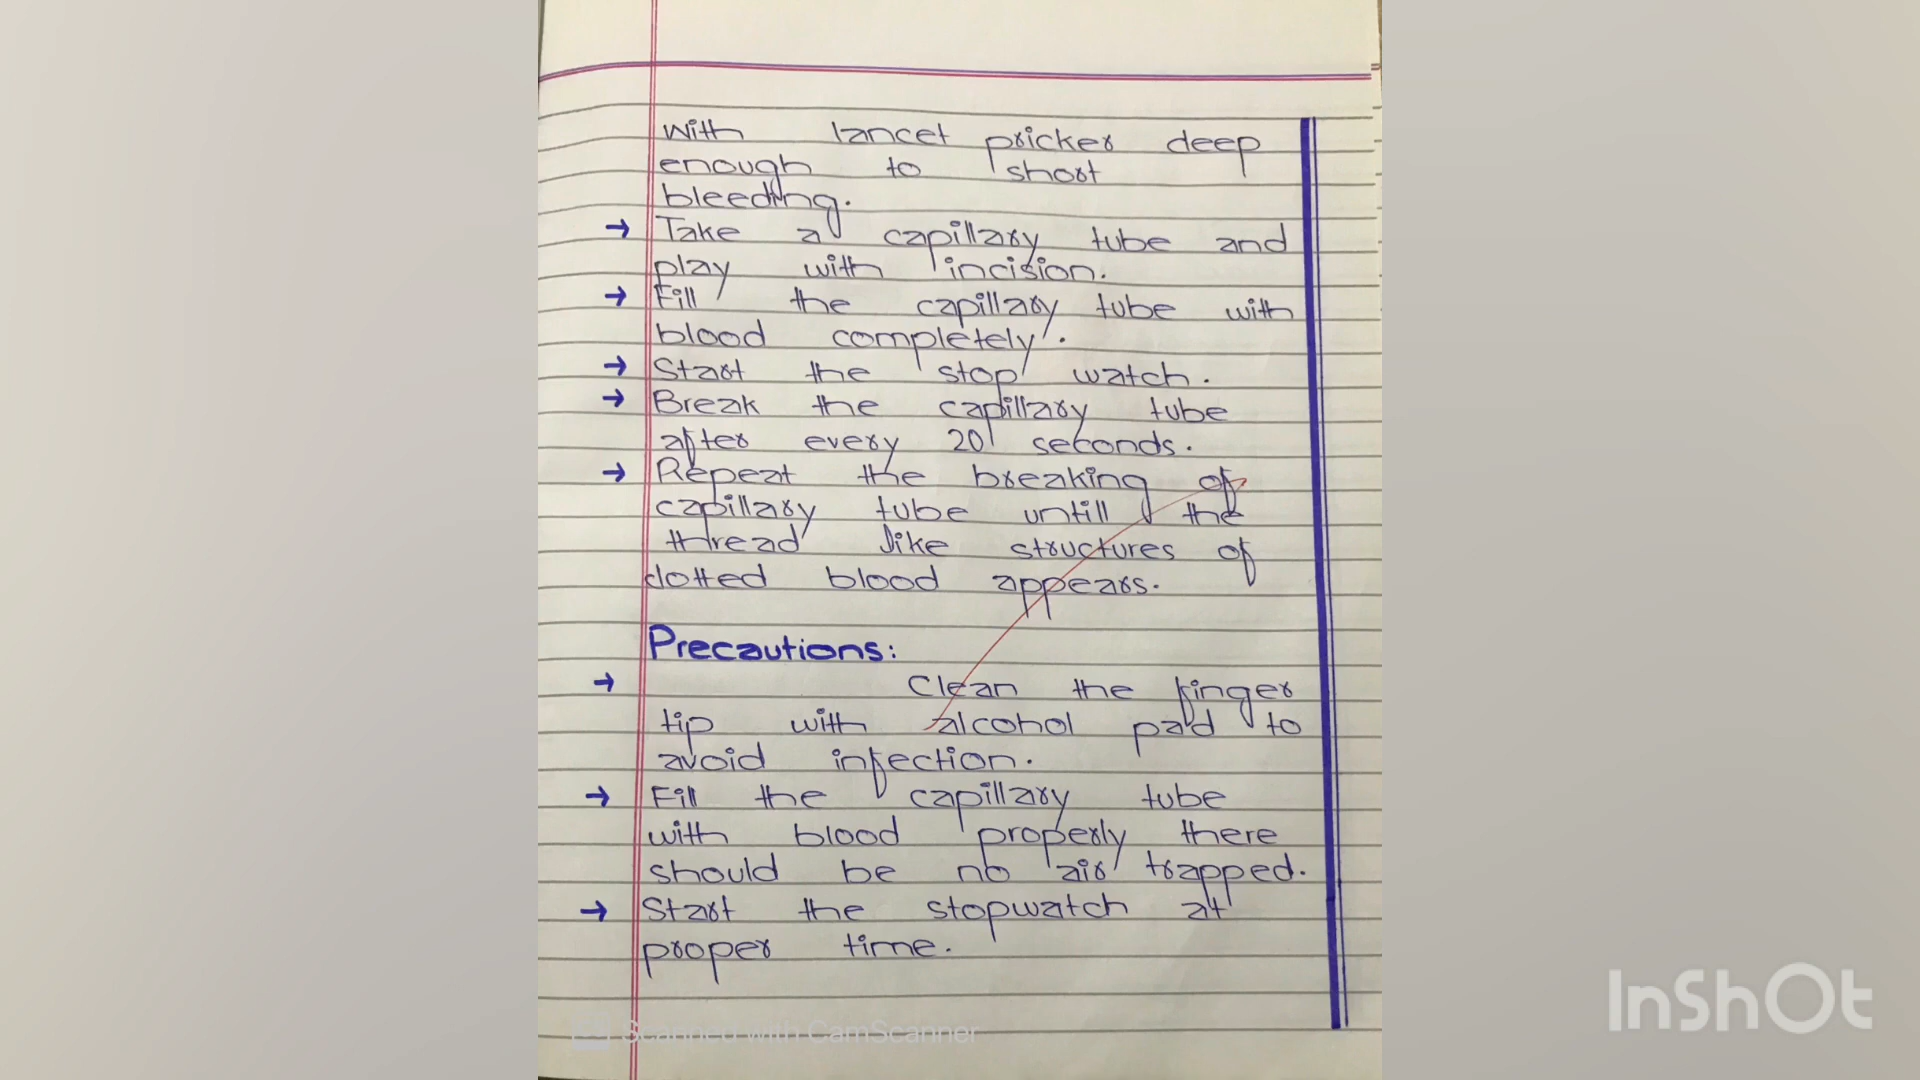 with lancet pricker deep
enough to short
bleeding.
→ Take a capillary tube and
play with incision.
→ Fill the capillary tube with
blood completely.
→ Start the stop watch.
→ Break the capillary tube
after every 20 seconds.
→ Repeat the breaking of
capillary tube untill the
thread like structures of
clotted blood appears.
Precautions:
→ Clean the finger
tip with alcohol pad to
avoid infection.
→ Fill the capillary tube
with blood properly there
should be no air trapped.
→ Start the stopwatch at
proper time.
Scanned with CamScanner
InShOt